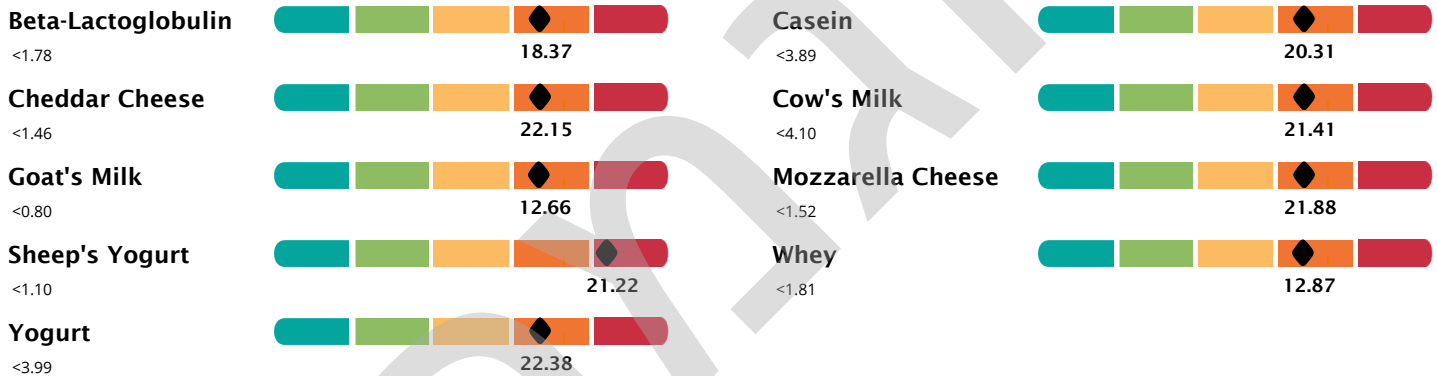 Beta-Lactoglobulin
<1.78
18.37
Casein
<3.89
20.31
Cheddar Cheese
<1.46
22.15
Cow's Milk
<4.10
21.41
Goat's Milk
<0.80
12.66
Mozzarella Cheese
<1.52
21.88
Sheep's Yogurt
<1.10
21.22
Whey
<1.81
12.87
Yogurt
<3.99
22.38